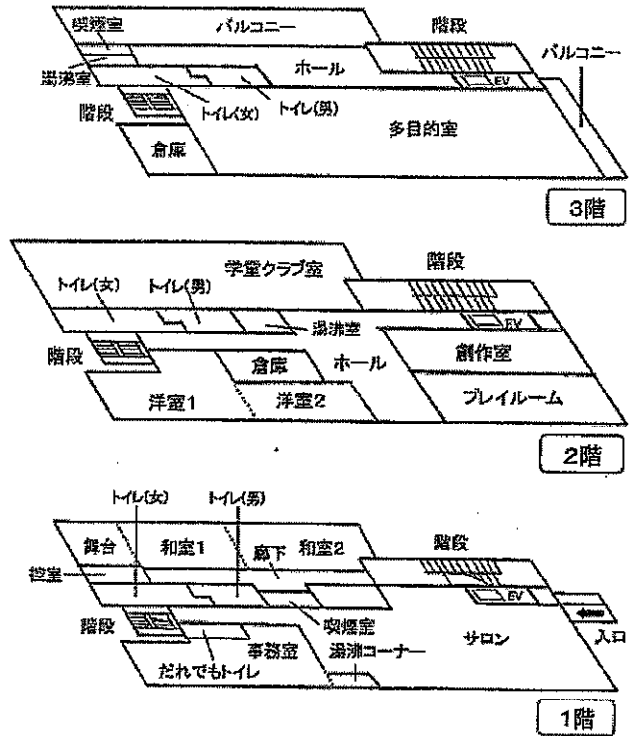 喫煙室
バルコニー
階段
バルコニー
湯沸室
ホール
EV
階段
トイレ(女)
トイレ(男)
多目的室
倉庫
3階
学童クラブ室
階段
トイレ(女)
トイレ(男)
湯沸室
EV
階段
倉庫
ホール
創作室
洋室1
洋室2
プレイルーム
2階
トイレ(女)
トイレ(男)
舞台
和室1
廊下
和室2
階段
控室
EV
階段
喫煙室
サロン
入口
事務室
湯沸コーナー
だれでもトイレ
1階